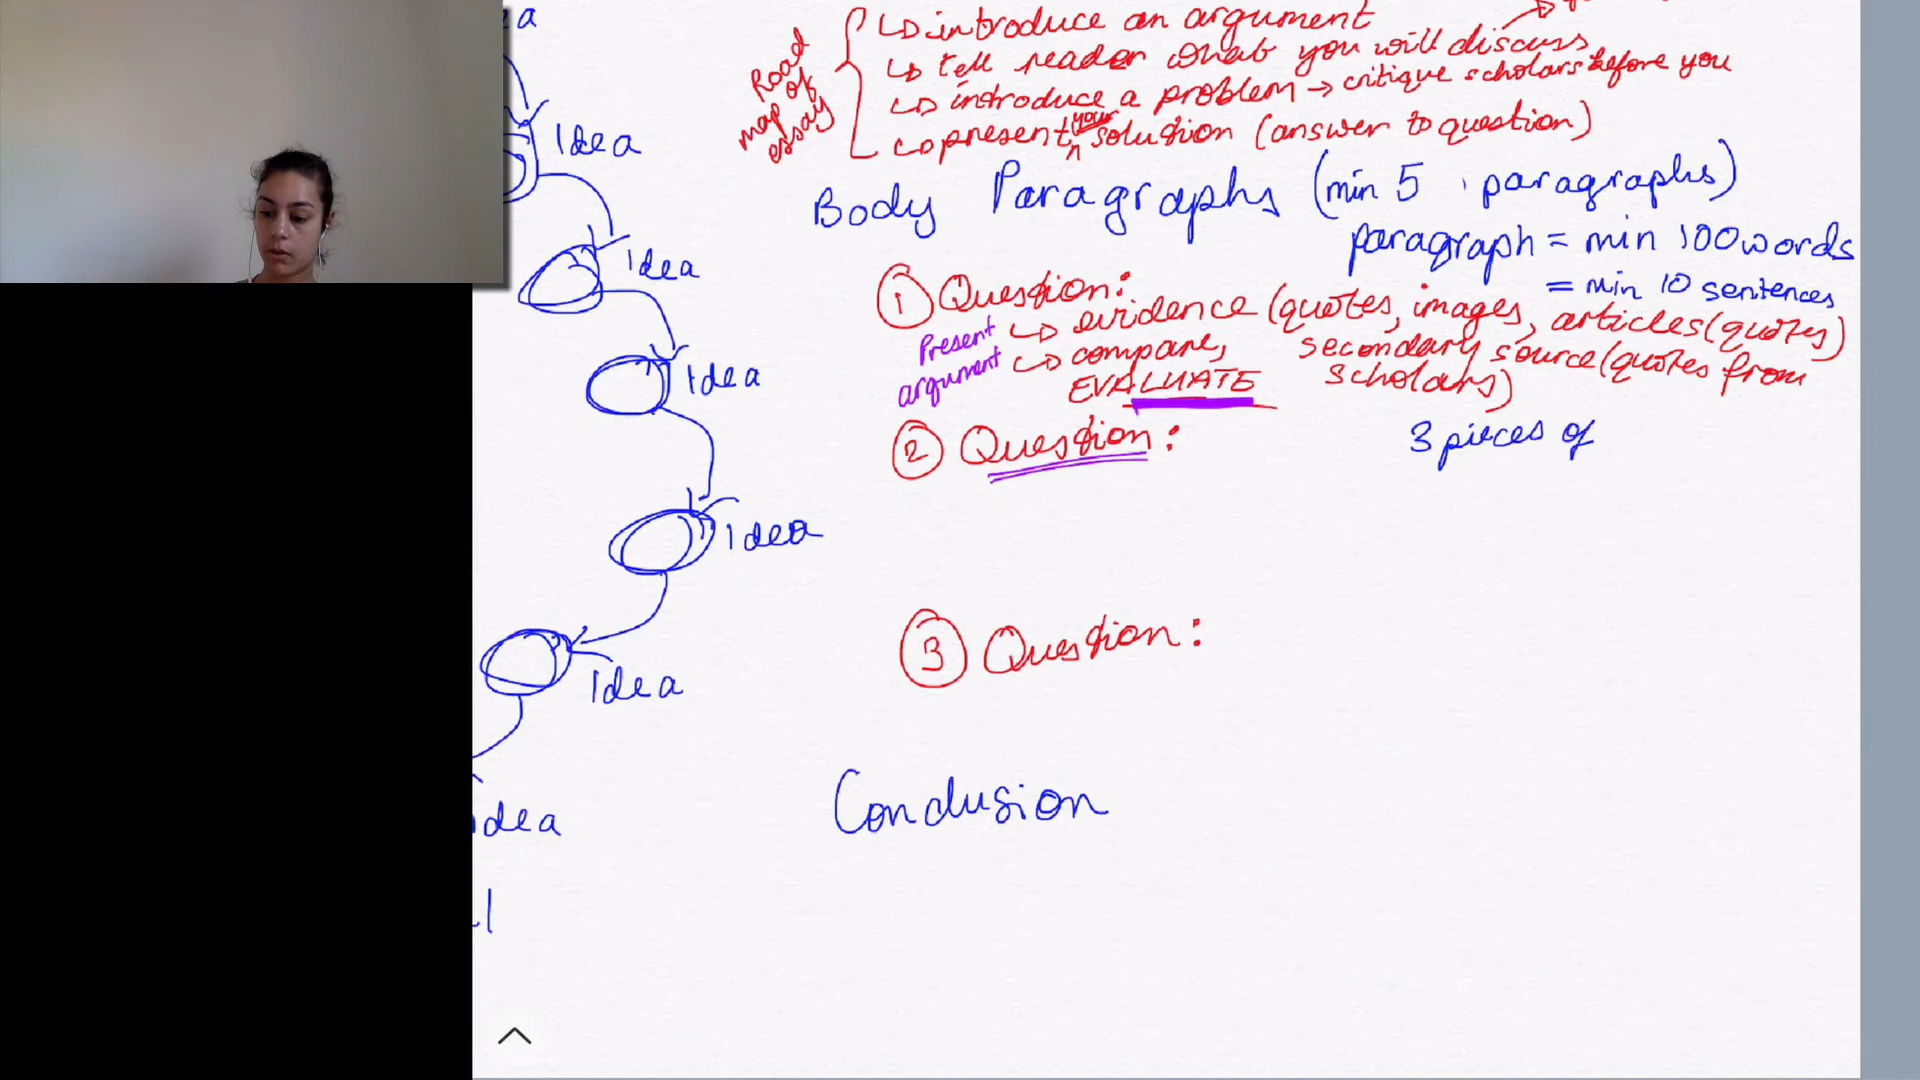 ea
Idea
Idea
Idea
Idea
Idea
idea
Road
map of
essay
↳ introduce an argument
↳ tell reader what you will discuss
↳ introduce a problem → critique scholars before you
↳ present your solution (answer to question)
Body Paragraphs (min 5 paragraphs)
paragraph = min 100 words
= min 10 sentences
① Question:
Present
argument
↳ evidence (quotes, images, articles (quotes)
secondary source (quotes from
scholars)
↳ compare,
EVALUATE
3 pieces of
② Question:
③ Question:
Conclusion